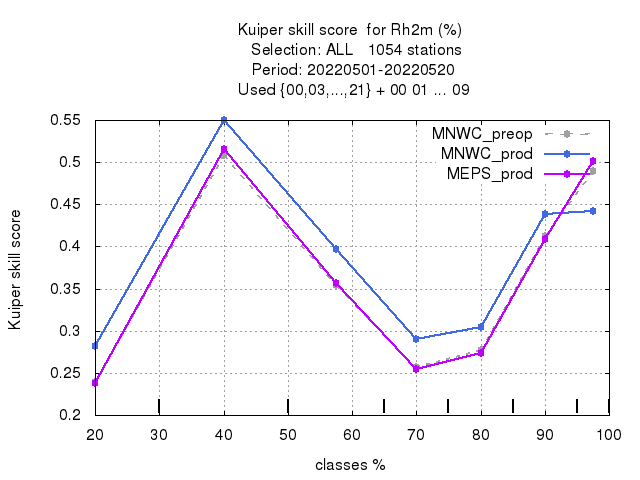 Kuiper skill score  for Rh2m (%)
Selection: ALL   1054 stations
Period: 20220501-20220520
Used {00,03,...,21} + 00 01 ... 09
MNWC_preop
MNWC_prod
MEPS_prod
Kuiper skill score
0.55
0.5
0.45
0.4
0.35
0.3
0.25
0.2
20 30 40 50 60 70 80 90 100
classes %